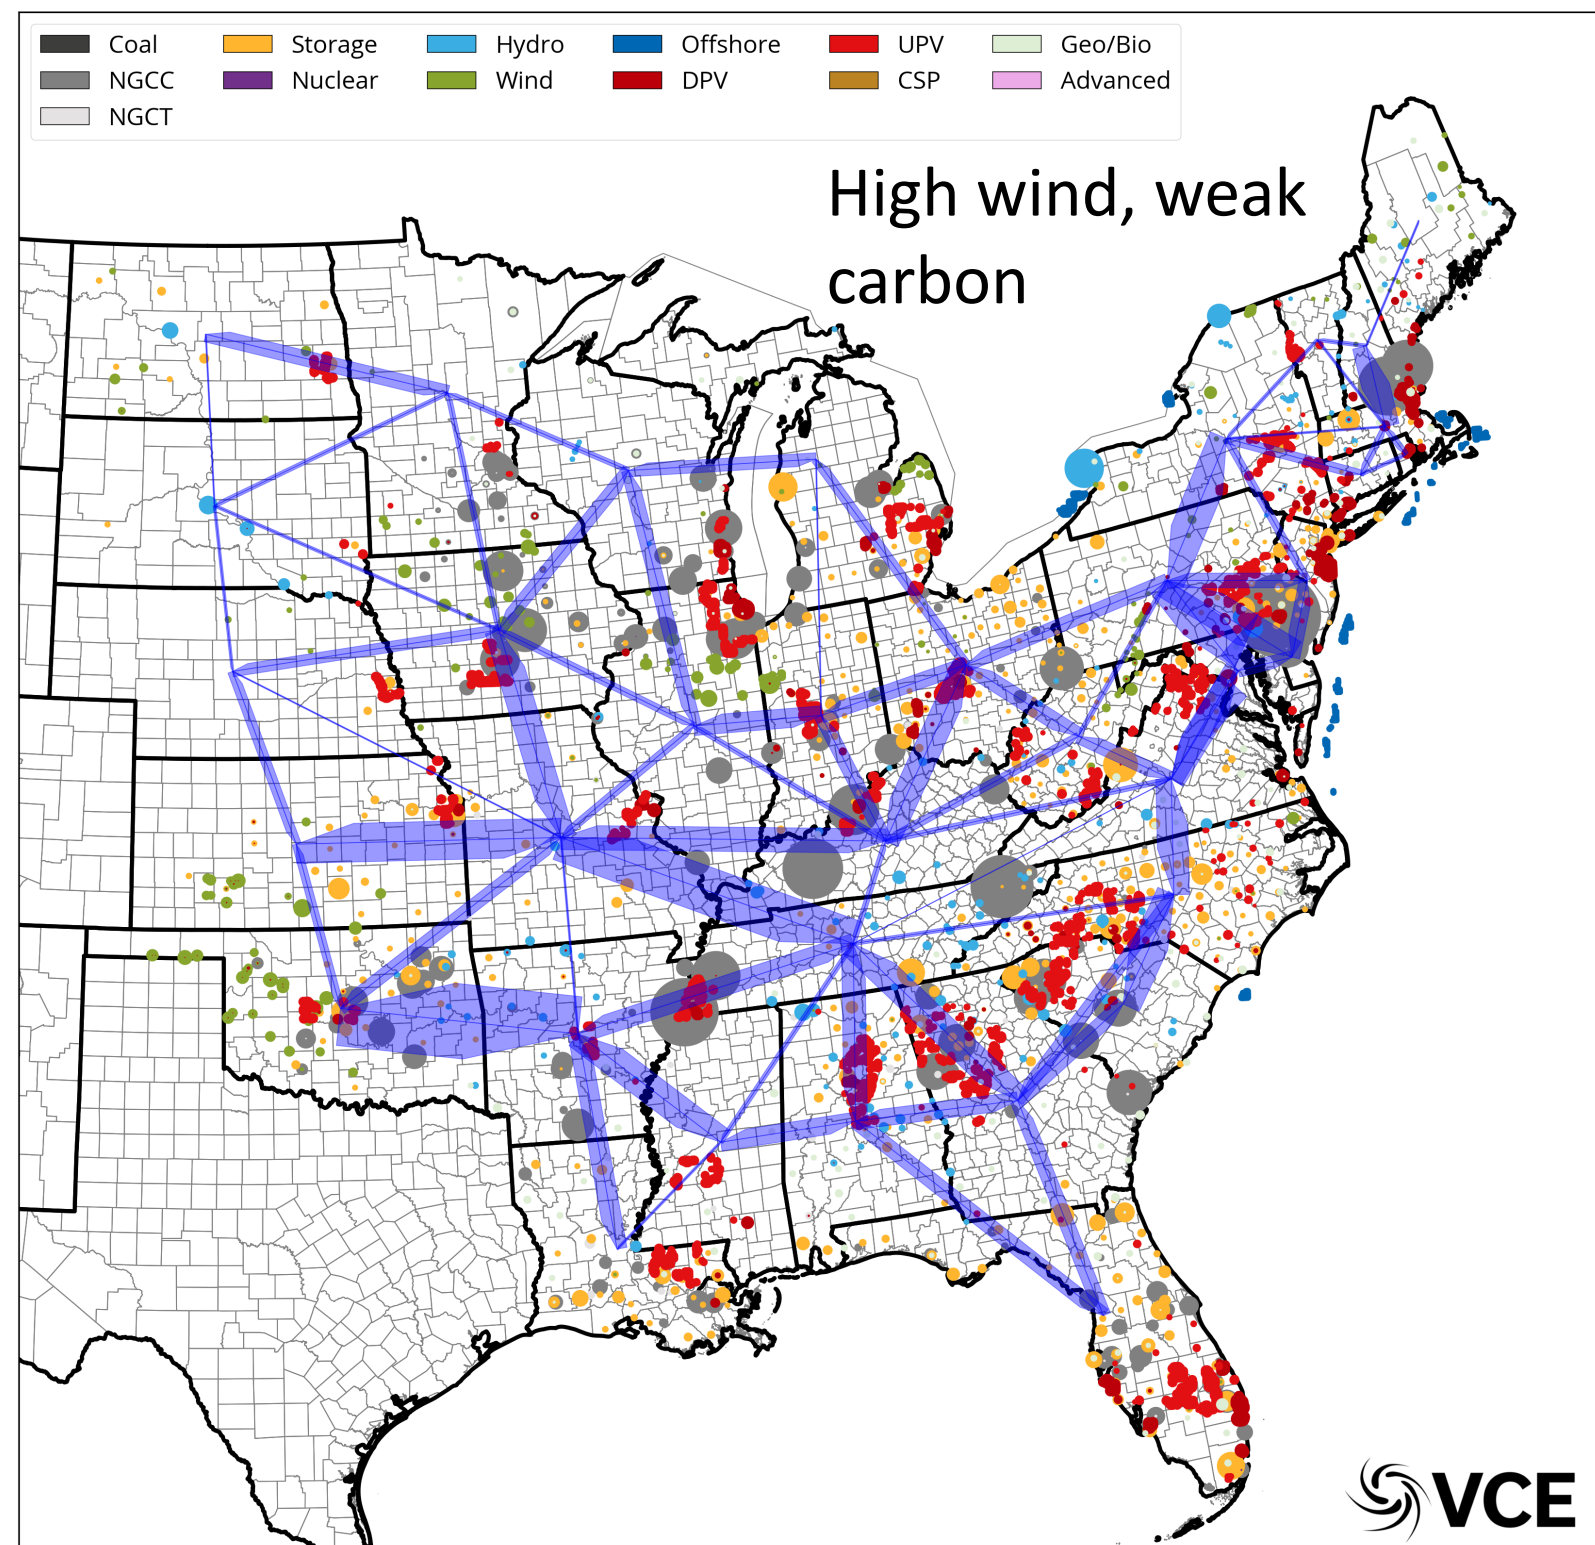 Coal Storage Hydro Offshore UPV Geo/Bio
NGCC Nuclear Wind DPV CSP Advanced
NGCT
High wind, weak
carbon
VCE